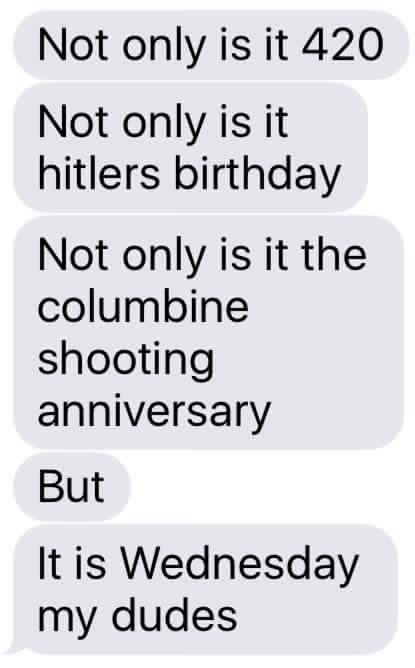 Not only is it 420
Not only is it
hitlers birthday
Not only is it the
columbine
shooting
anniversary
But
It is Wednesday
my dudes